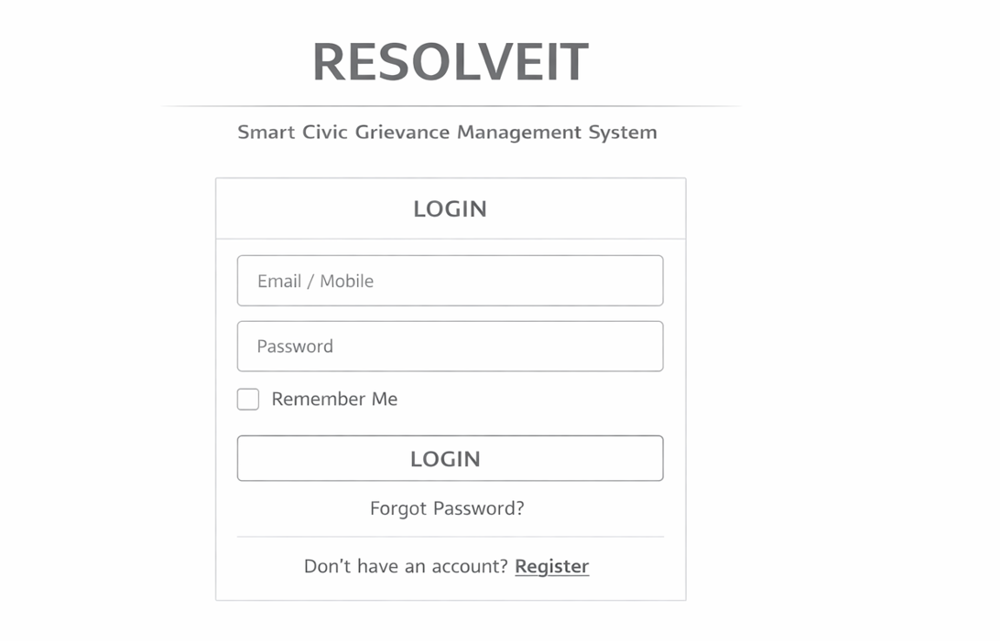 RESOLVEIT
Smart Civic Grievance Management System
LOGIN
Email / Mobile
Password
Remember Me
LOGIN
Forgot Password?
Don't have an account? Register